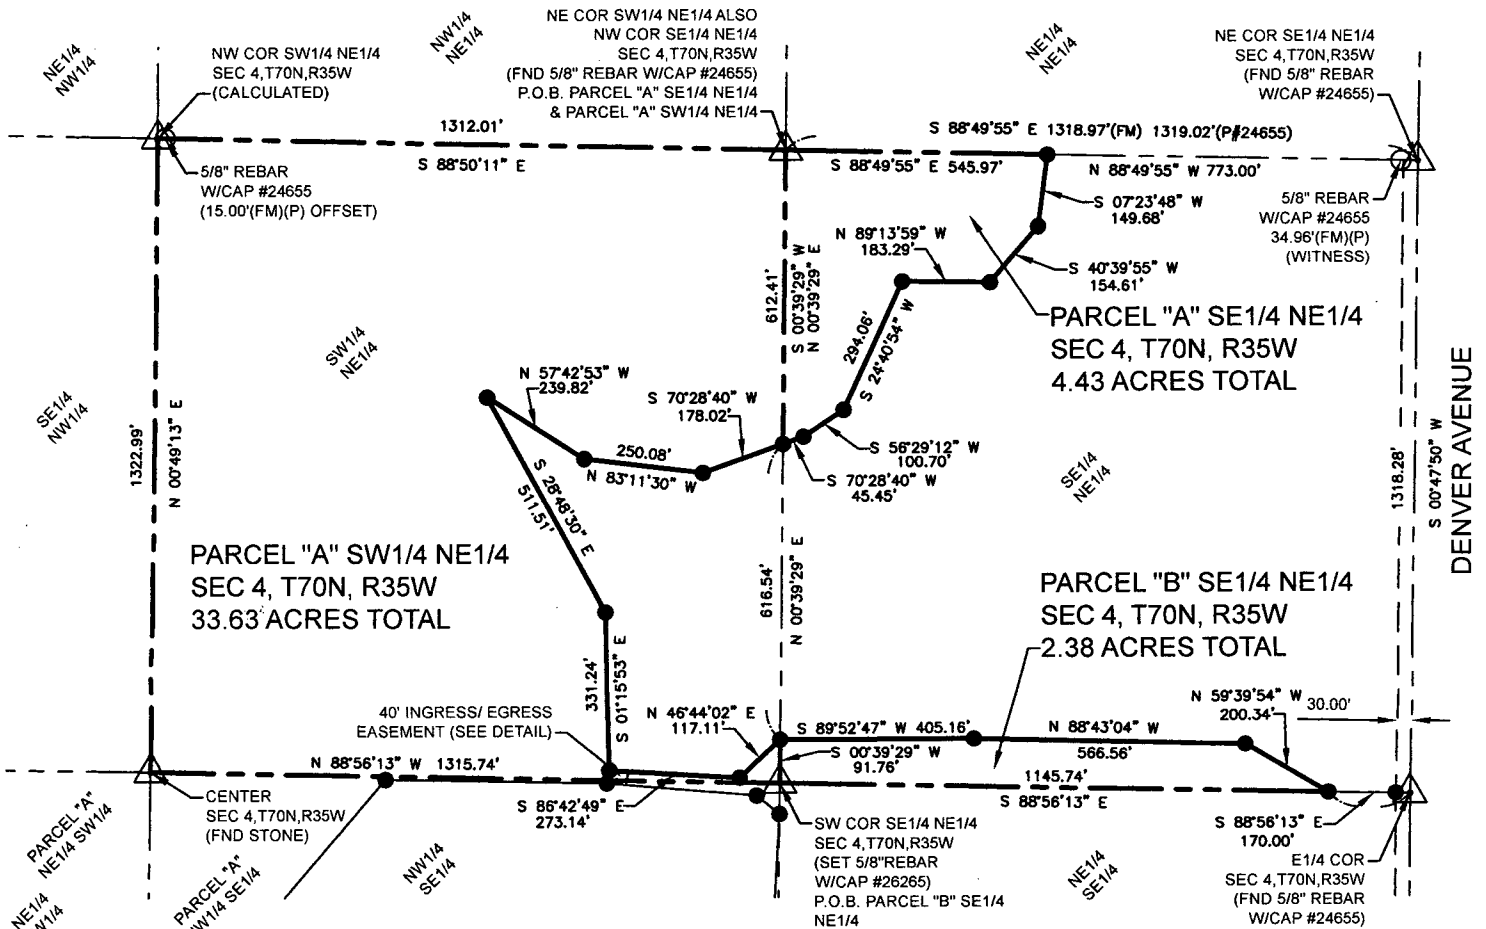 NE1/4
NW1/4
NW COR SW1/4 NE1/4
SEC 4,T70N,R35W
(CALCULATED)
NW1/4
NE1/4
NE COR SW1/4 NE1/4 ALSO
NW COR SE1/4 NE1/4
SEC 4,T70N,R35W
(FND 5/8" REBAR W/CAP #24655)
P.O.B. PARCEL "A" SE1/4 NE1/4
& PARCEL "A" SW1/4 NE1/4
NE1/4
NE1/4
NE COR SE1/4 NE1/4
SEC 4,T70N,R35W
(FND 5/8" REBAR
W/CAP #24655)
1312.01'
S 88°50'11" E
S 88°49'55" E 1318.97'(FM) 1319.02'(P#24655)
S 88°49'55" E 545.97'
N 88°49'55" W 773.00'
5/8" REBAR
W/CAP #24655
(15.00'(FM)(P) OFFSET)
5/8" REBAR
W/CAP #24655
34.96'(FM)(P)
(WITNESS)
S 07°23'48" W
149.68'
N 89°13'59" W
183.29'
S 40°39'55" W
154.61'
612.41'
S 00°39'29" W
N 00°39'29" E
294.06'
S 24°40'54" W
PARCEL "A" SE1/4 NE1/4
SEC 4, T70N, R35W
4.43 ACRES TOTAL
SW1/4
NE1/4
SE1/4
NW1/4
N 57°42'53" W
239.82'
S 70°28'40" W
178.02'
1322.99'
N 00°49'13" E
250.08'
N 83°11'30" W
S 56°29'12" W
100.70'
S 70°28'40" W
45.45'
SE1/4
NE1/4
1318.28'
S 00°47'50" W
DENVER AVENUE
S 28°48'30" E
511.51'
PARCEL "A" SW1/4 NE1/4
SEC 4, T70N, R35W
33.63 ACRES TOTAL
616.54'
N 00°39'29" E
PARCEL "B" SE1/4 NE1/4
SEC 4, T70N, R35W
2.38 ACRES TOTAL
331.24'
S 01°15'53" E
40' INGRESS/ EGRESS
EASEMENT (SEE DETAIL)
N 46°44'02" E
117.11'
S 89°52'47" W 405.16'
N 88°43'04" W
566.56'
N 59°39'54" W
200.34'
30.00'
S 00°39'29" W
91.76'
N 88°56'13" W 1315.74'
1145.74'
S 88°56'13" E
CENTER
SEC 4,T70N,R35W
(FND STONE)
S 86°42'49" E
273.14'
S 88°56'13" E
170.00'
SW COR SE1/4 NE1/4
SEC 4,T70N,R35W
(SET 5/8"REBAR
W/CAP #26265)
P.O.B. PARCEL "B" SE1/4
NE1/4
E1/4 COR
SEC 4,T70N,R35W
(FND 5/8" REBAR
W/CAP #24655)
PARCEL "A"
NE1/4 SW1/4
PARCEL "A"
NW1/4 SE1/4
NW1/4
SE1/4
NE1/4
SE1/4
NE1/4
W1/4